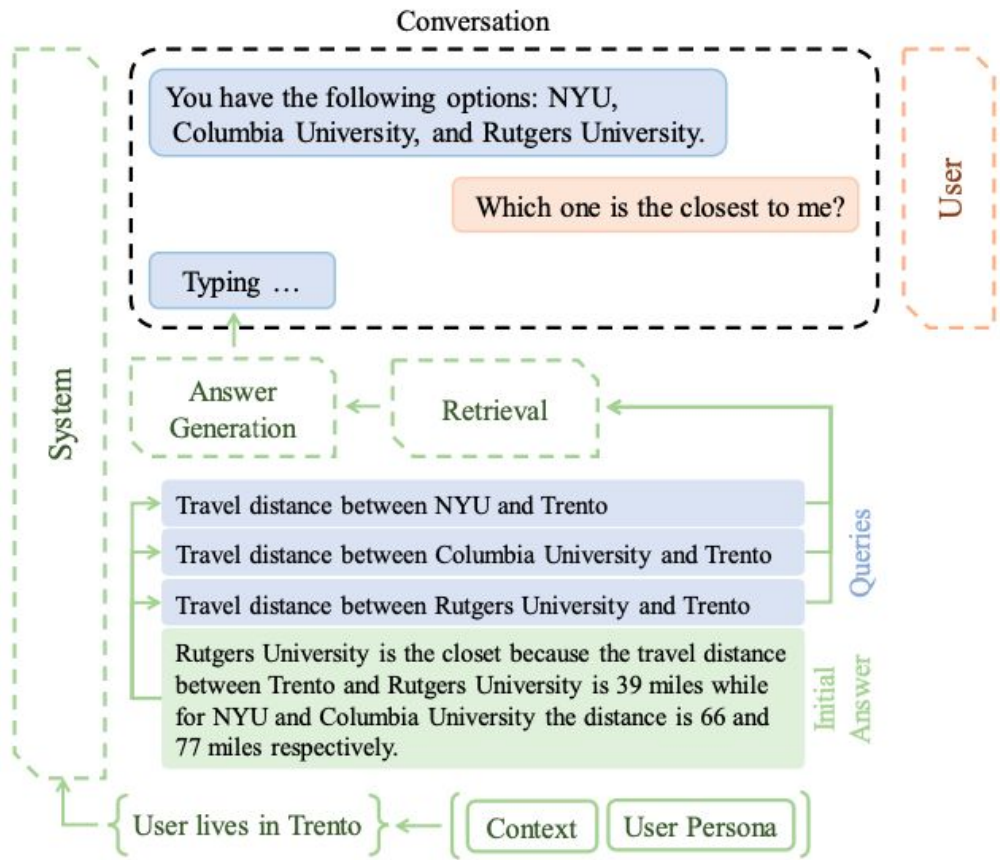 Conversation
You have the following options: NYU,
Columbia University, and Rutgers University.
Which one is the closest to me?
Typing ...
System
User
Answer
Generation
Retrieval
Travel distance between NYU and Trento
Travel distance between Columbia University and Trento
Travel distance between Rutgers University and Trento
Queries
Rutgers University is the closet because the travel distance
between Trento and Rutgers University is 39 miles while
for NYU and Columbia University the distance is 66 and
77 miles respectively.
Initial
Answer
User lives in Trento
Context
User Persona